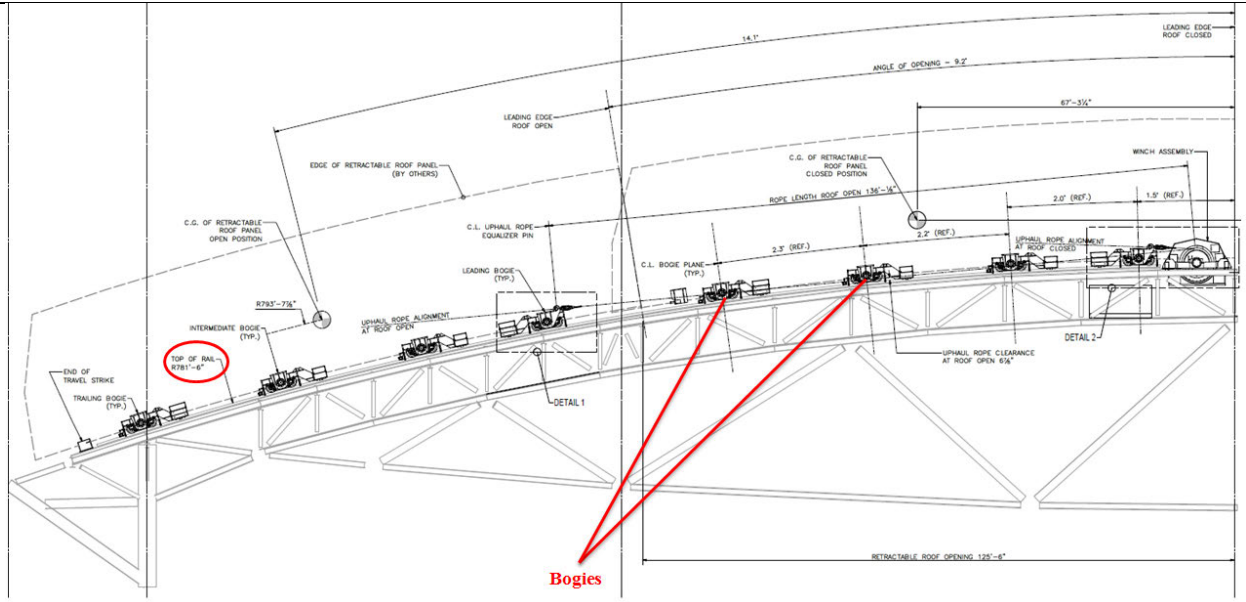 LEADING EDGE
ROOF CLOSED
14.1°
ANGLE OF OPENING - 9.2°
67'-3¼"
LEADING EDGE
ROOF OPEN
EDGE OF RETRACTABLE ROOF PANEL
(BY OTHERS)
C.G. OF RETRACTABLE
ROOF PANEL
CLOSED POSITION
WINCH ASSEMBLY
ROPE LENGTH ROOF OPEN 136'-⅛"
2.0° (REF.)
1.5° (REF.)
C.G. OF RETRACTABLE
ROOF PANEL
OPEN POSITION
C.L. UPHAUL ROPE
EQUALIZER PIN
2.2° (REF.)
UPHAUL ROPE ALIGNMENT
AT ROOF CLOSED
2.3° (REF.)
C.L. BOGIE PLANE
(TYP.)
LEADING BOGIE
(TYP.)
R793'-7⅛"
UPHAUL ROPE ALIGNMENT
AT ROOF OPEN
INTERMEDIATE BOGIE
(TYP.)
DETAIL 2
UPHAUL ROPE CLEARANCE
AT ROOF OPEN 6⅛"
TOP OF RAIL
R781'-6"
END OF
TRAVEL STRIKE
TRAILING BOGIE
(TYP.)
DETAIL 1
RETRACTABLE ROOF OPENING 125'-6"
Bogies